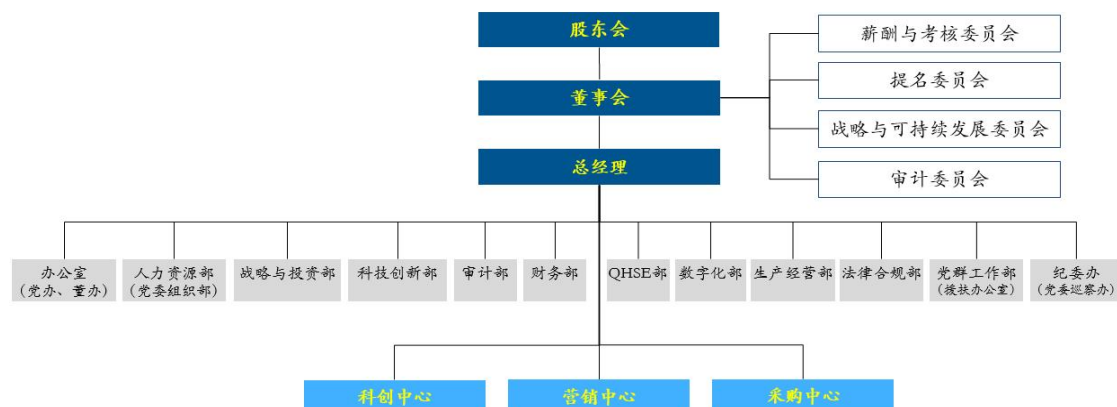 股东会
薪酬与考核委员会
提名委员会
董事会
战略与可持续发展委员会
总经理
审计委员会
办公室
（党办、董办）
人力资源部
（党委组织部）
战略与投资部
科技创新部
审计部
财务部
QHSE部
数字化部
生产经营部
法律合规部
党群工作部
（援扶办公室）
纪委办
（党委巡察办）
科创中心
营销中心
采购中心